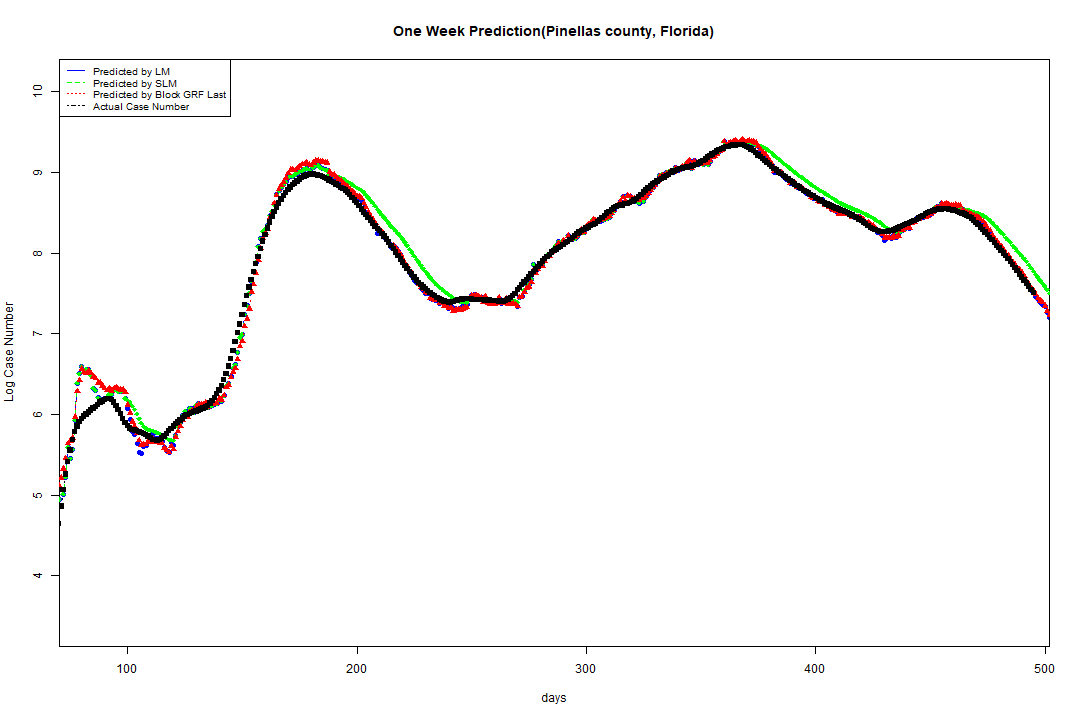 One Week Prediction(Pinellas county, Florida)
Predicted by LM
Predicted by SLM
Predicted by Block GRF Last
Actual Case Number
10
9
8
7
6
5
4
Log Case Number
100 200 300 400 500
days